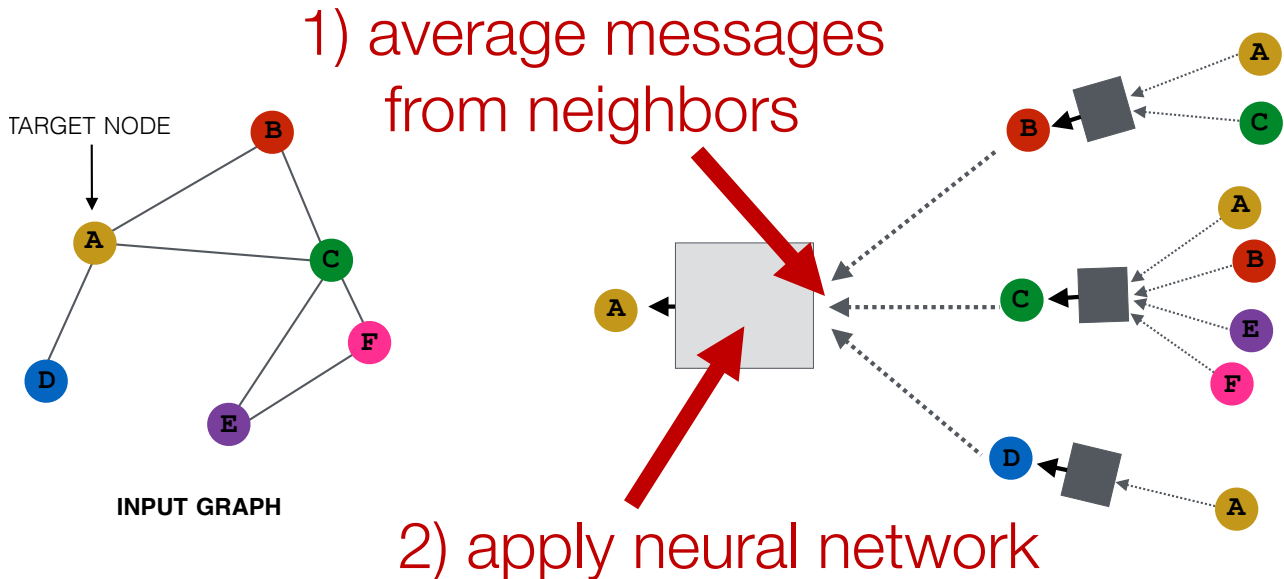 1) average messages
from neighbors
TARGET NODE
A
B
C
D
E
F
INPUT GRAPH
A
B
C
D
A
C
A
B
E
F
A
2) apply neural network